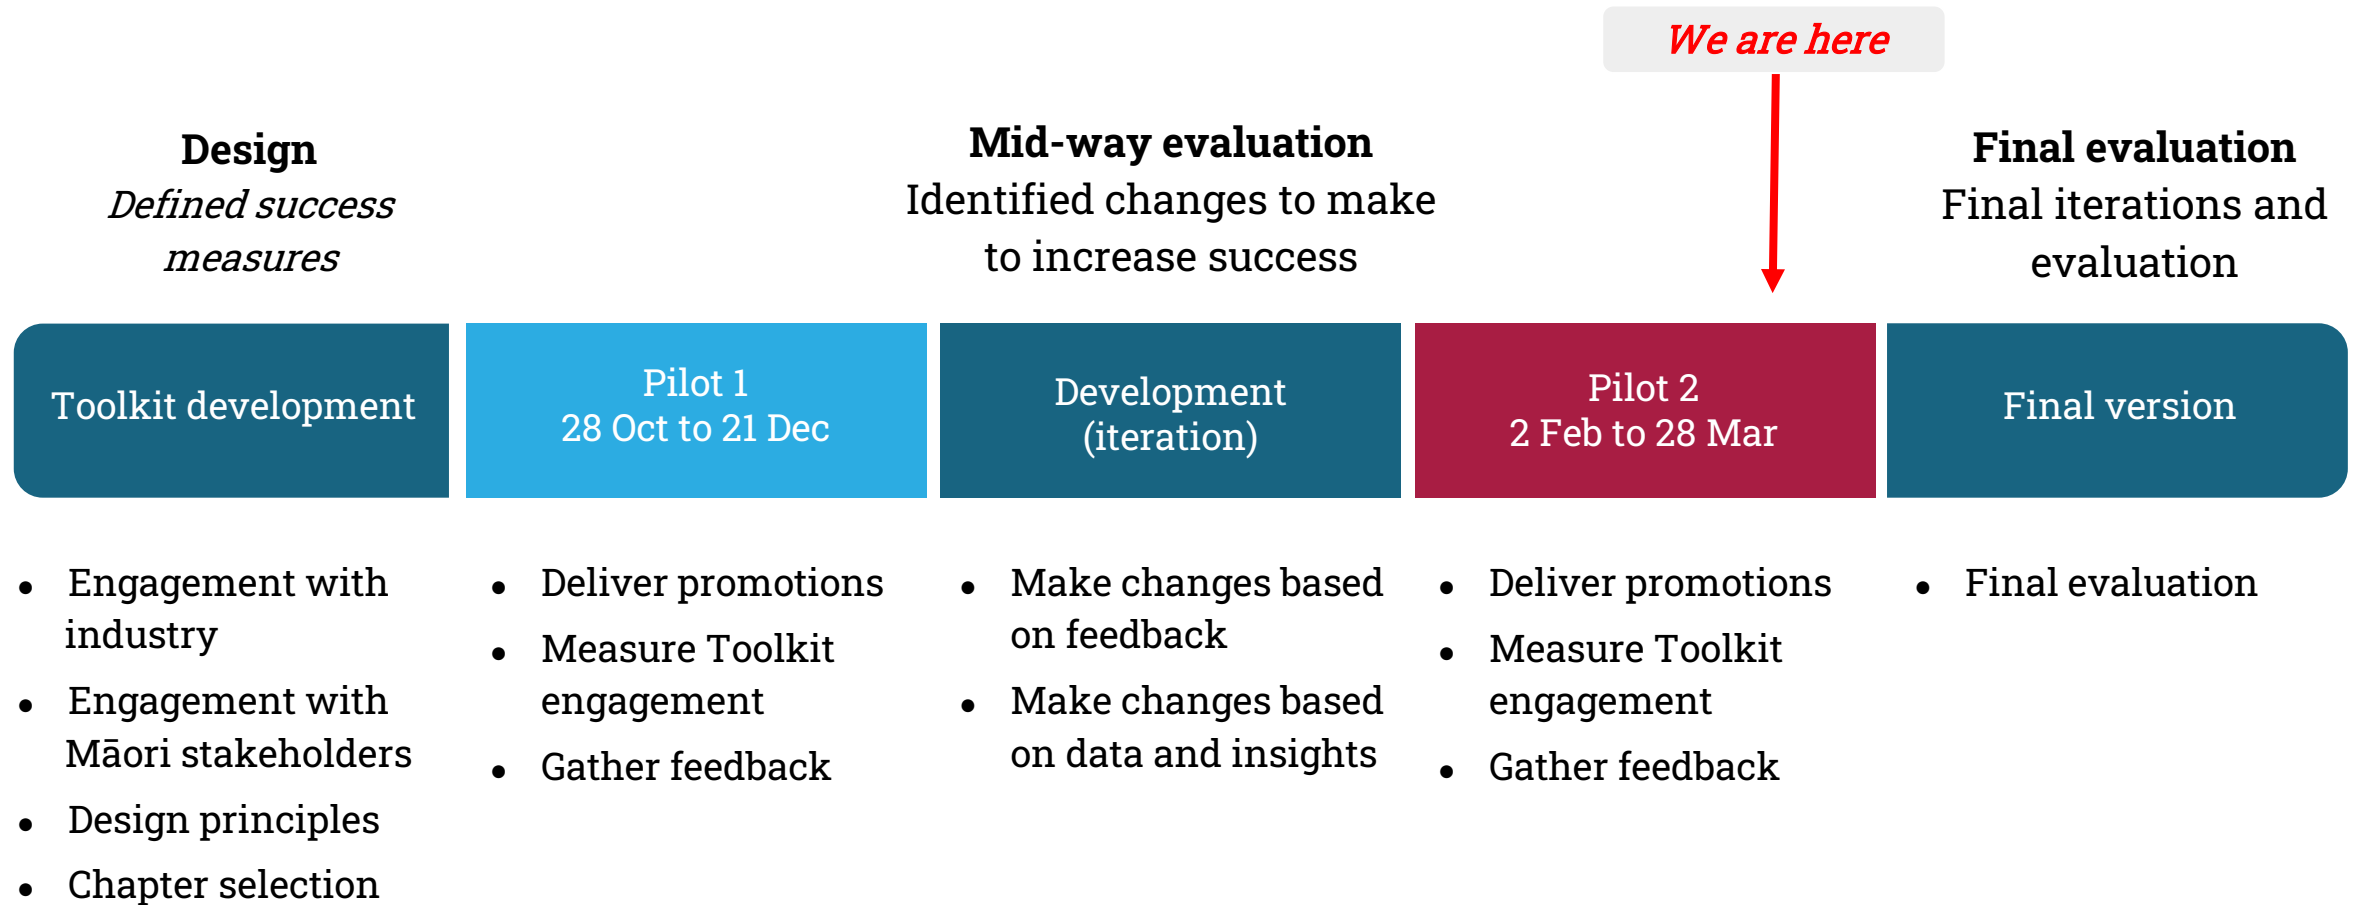 We are here
Design
Defined success
measures
Mid-way evaluation
Identified changes to make
to increase success
Final evaluation
Final iterations and
evaluation
Toolkit development
Pilot 1
28 Oct to 21 Dec
Development
(iteration)
Pilot 2
2 Feb to 28 Mar
Final version
• Engagement with
industry
• Engagement with
Māori stakeholders
• Design principles
• Chapter selection
• Deliver promotions
• Measure Toolkit
engagement
• Gather feedback
• Make changes based
on feedback
• Make changes based
on data and insights
• Deliver promotions
• Measure Toolkit
engagement
• Gather feedback
• Final evaluation